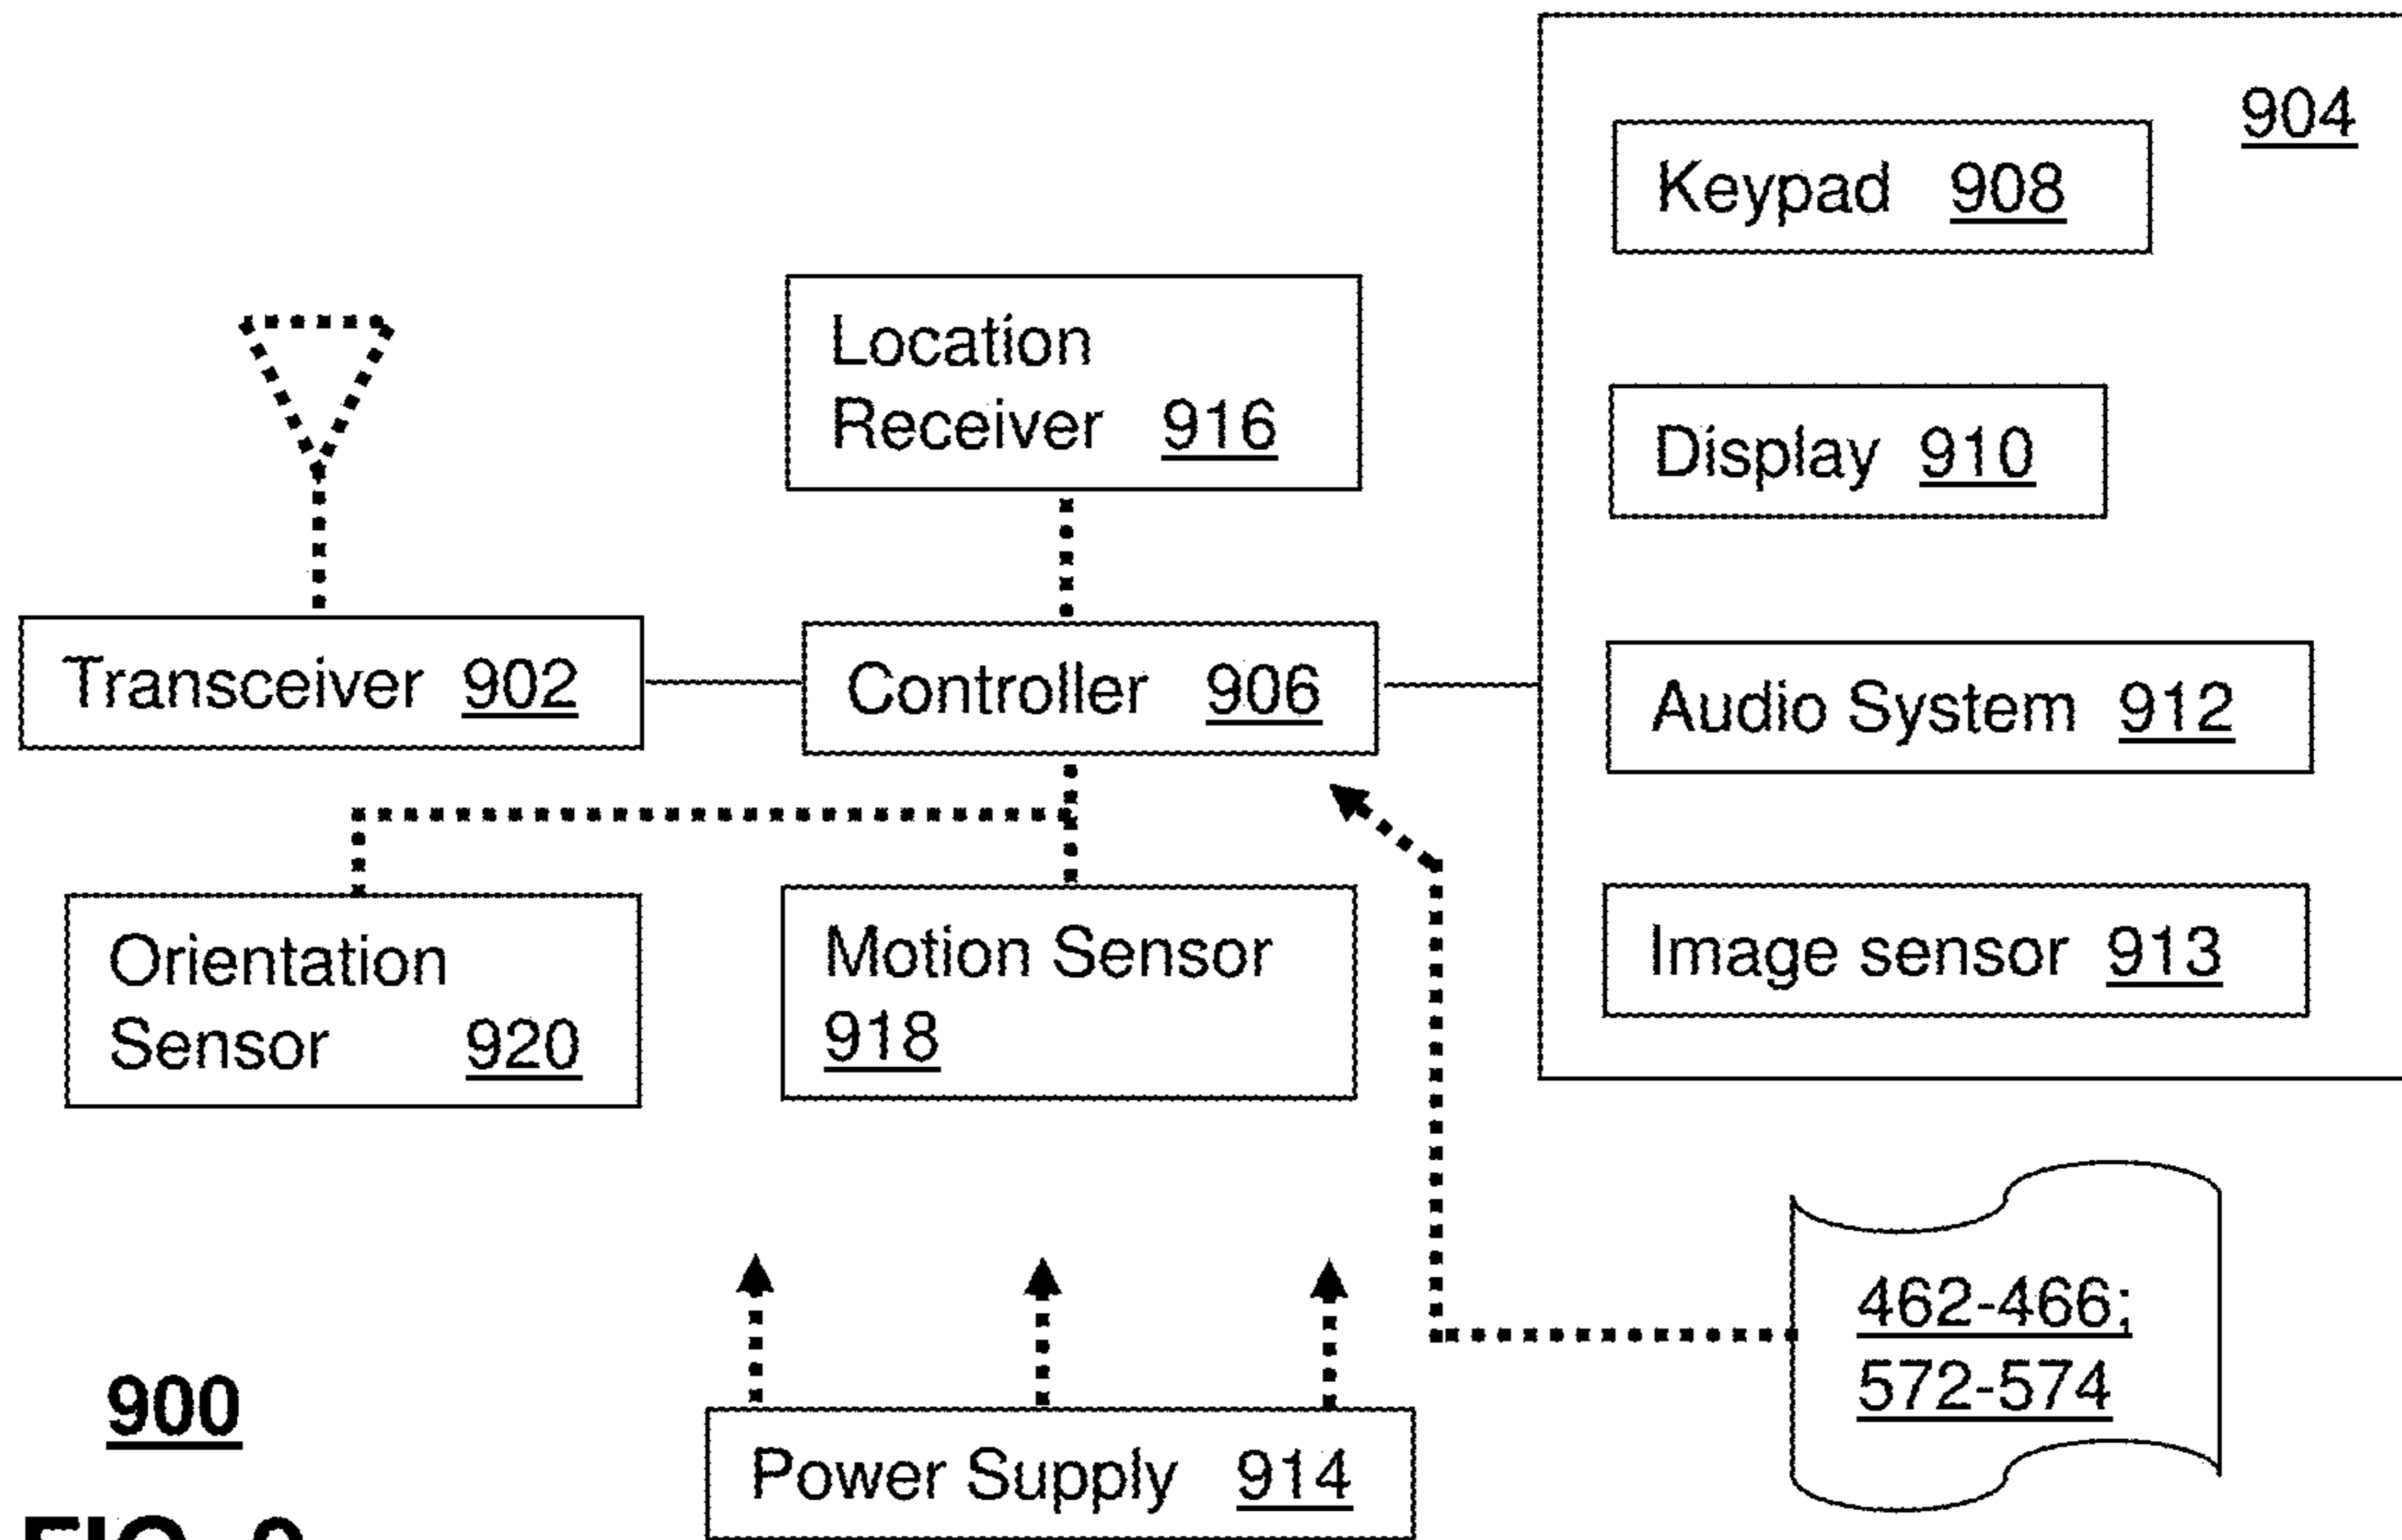 904
Keypad 908
Location
Receiver 916
Display 910
Transceiver 902
Controller 906
Audio System 912
Orientation
Sensor 920
Motion Sensor
918
Image sensor 913
462-466;
572-574
900
Power Supply 914